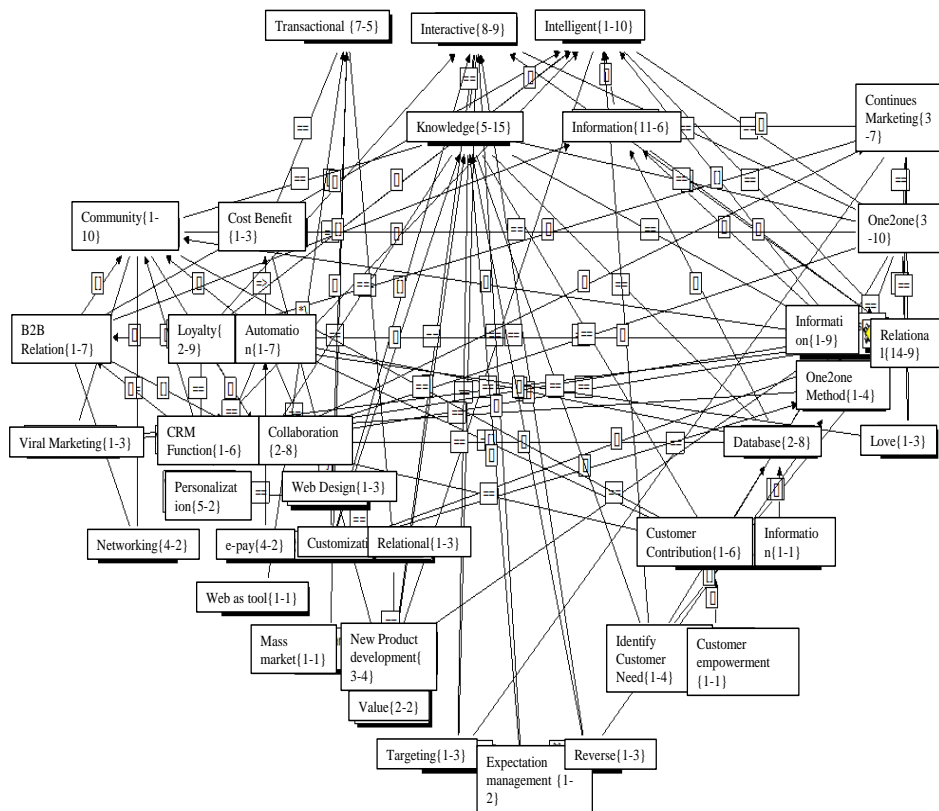 Transactional {7-5}
Interactive{8-9}
Intelligent{1-10}
Knowledge{5-15}
Information{11-6}
Continues
Marketing{3
-7}
Community{1-
10}
Cost Benefit
{1-3}
One2one{3
-10}
B2B
Relation{1-7}
Loyalty{
2-9}
Automatio
n{1-7}
Informati
on{1-9}
Relationa
l{14-9}
One2one
Method{1-4}
Viral Marketing{1-3}
CRM
Function{1-6}
Collaboration
{2-8}
Database{2-8}
Love{1-3}
Personalizat
ion{5-2}
Web Design{1-3}
Networking{4-2}
e-pay{4-2}
Customizati
Relational{1-3}
Customer
Contribution{1-6}
Informatio
n{1-1}
Web as tool{1-1}
Mass
market{1-1}
New Product
development{
3-4}
Identify
Customer
Need{1-4}
Customer
empowerment
{1-1}
Value{2-2}
Targeting{1-3}
Expectation
management {1-
2}
Reverse{1-3}